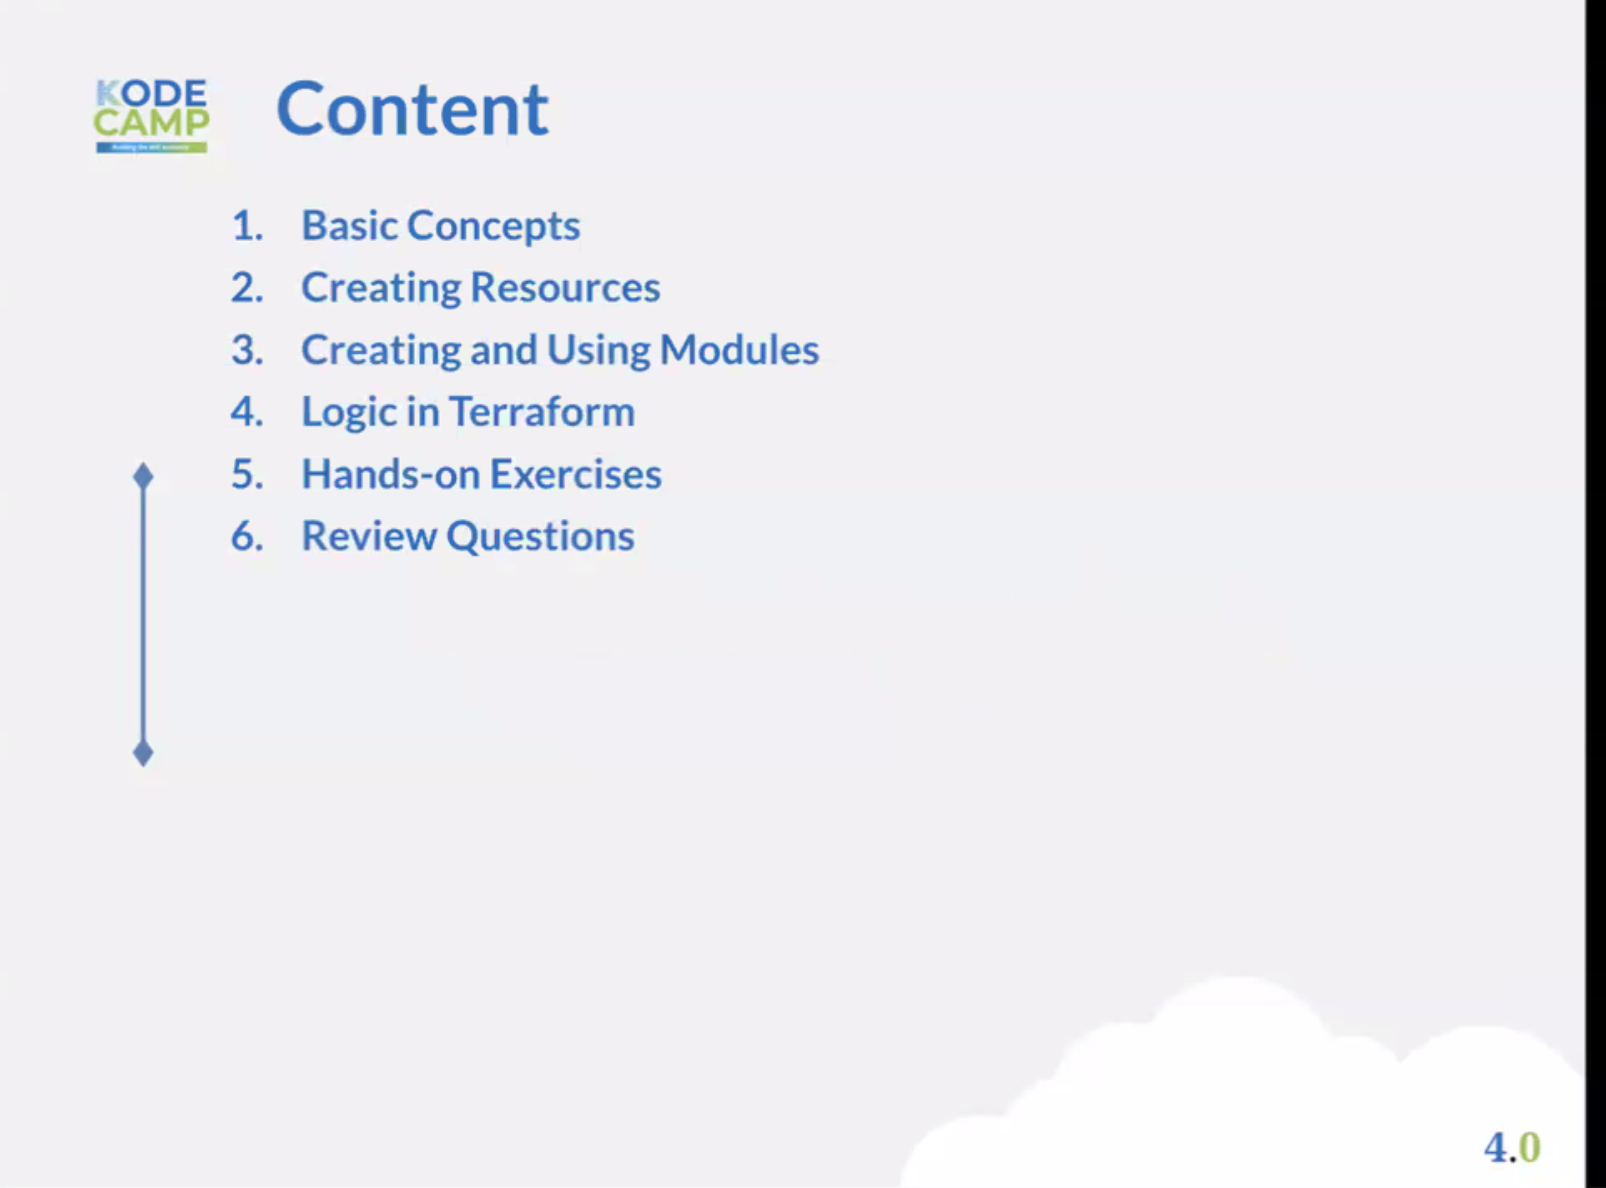 KODE
CAMP
Content
1. Basic Concepts
2. Creating Resources
3. Creating and Using Modules
4. Logic in Terraform
5. Hands-on Exercises
6. Review Questions
4.0